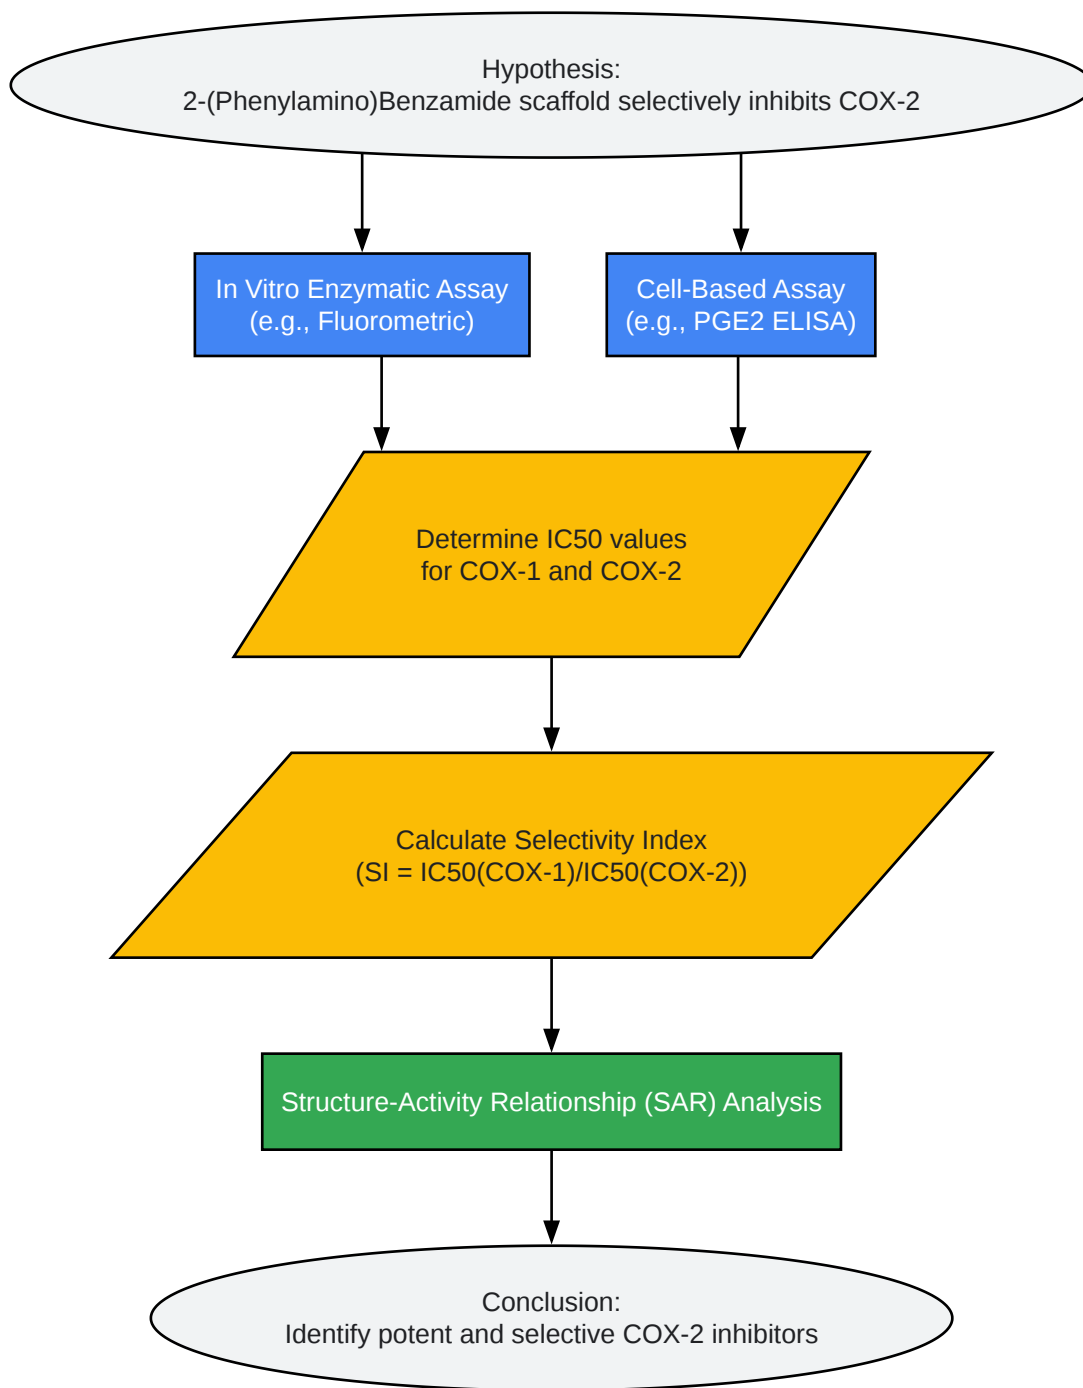 Hypothesis:
2-(Phenylamino)Benzamide scaffold selectively inhibits COX-2
In Vitro Enzymatic Assay
(e.g., Fluorometric)
Cell-Based Assay
(e.g., PGE2 ELISA)
Determine IC50 values
for COX-1 and COX-2
Calculate Selectivity Index
(SI = IC50(COX-1)/IC50(COX-2))
Structure-Activity Relationship (SAR) Analysis
Conclusion:
Identify potent and selective COX-2 inhibitors